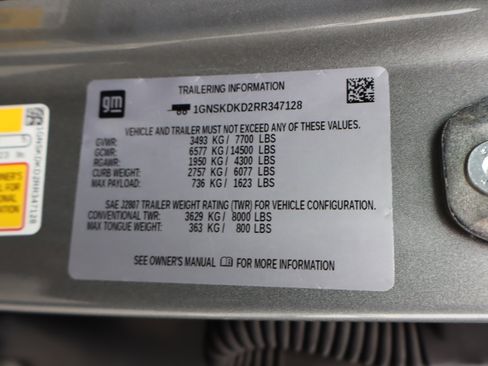 TRAILERING INFORMATION
gm
1GNSKDKD2RR347128
VEHICLE AND TRAILER MUST NOT EXCEED ANY OF THESE VALUES.
GVWR: 3493 KG / 7700 LBS
GCWR: 6577 KG / 14500 LBS
RGAWR: 1950 KG / 4300 LBS
CURB WEIGHT: 2757 KG / 6077 LBS
MAX PAYLOAD: 736 KG / 1623 LBS
SAE J2807 TRAILER WEIGHT RATING (TWR) FOR VEHICLE CONFIGURATION.
CONVENTIONAL TWR: 3629 KG / 8000 LBS
MAX TONGUE WEIGHT: 363 KG / 800 LBS
SEE OWNER'S MANUAL FOR MORE INFORMATION
1GNSKDKD2RR347128